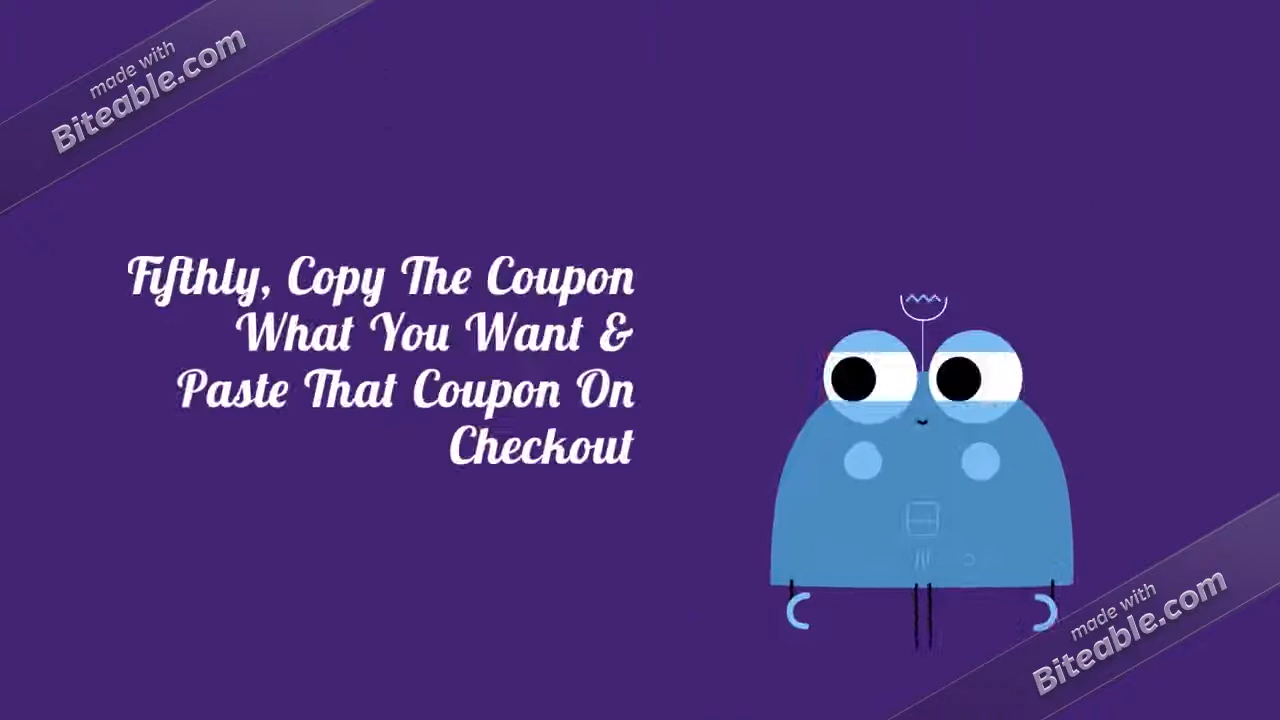 made with
Biteable.com
Fifthly, Copy The Coupon
What You Want &
Paste That Coupon On
Checkout
made with
Biteable.com